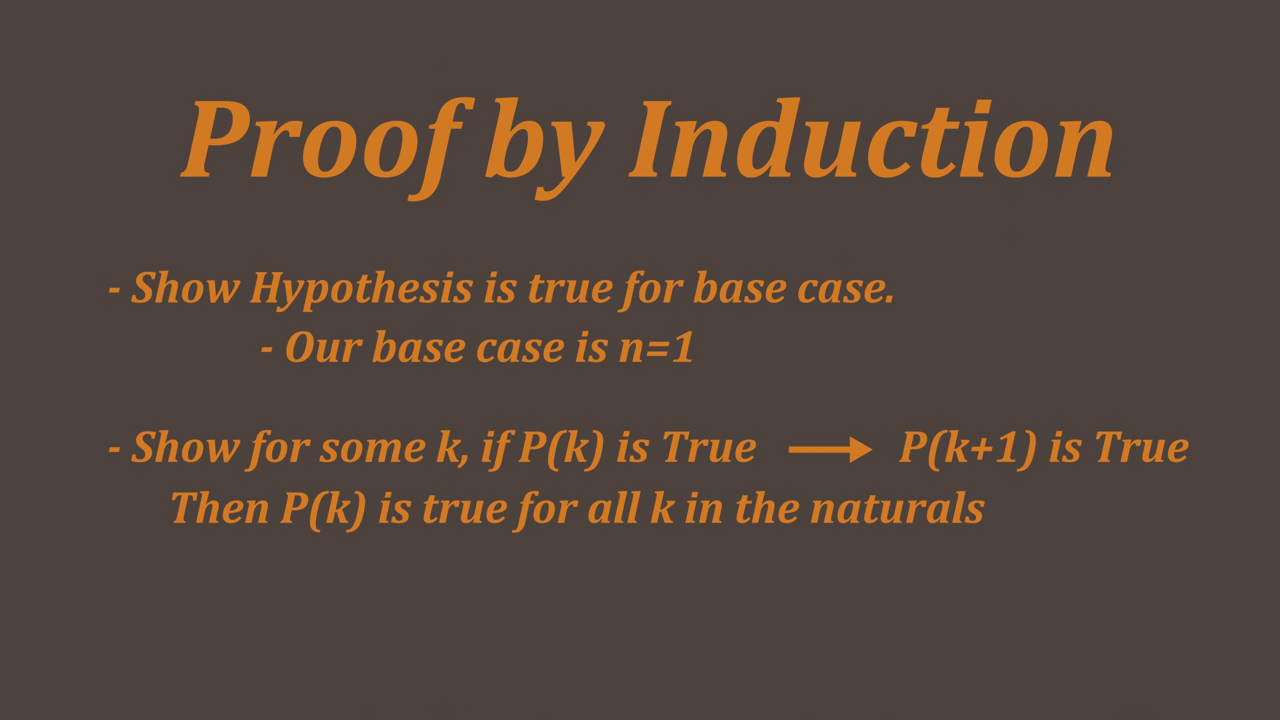 Proof by Induction
- Show Hypothesis is true for base case.
- Our base case is n=1
- Show for some k, if P(k) is True ⟶ P(k+1) is True
Then P(k) is true for all k in the naturals